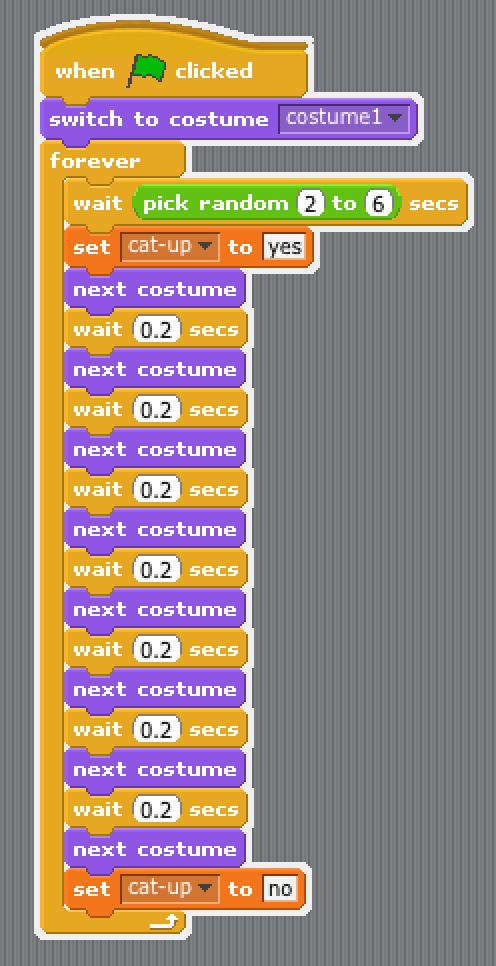 when clicked
switch to costume costume1
forever
wait pick random 2 to 6 secs
set cat-up to yes
next costume
wait 0.2 secs
next costume
wait 0.2 secs
next costume
wait 0.2 secs
next costume
wait 0.2 secs
next costume
wait 0.2 secs
next costume
wait 0.2 secs
next costume
wait 0.2 secs
next costume
set cat-up to no